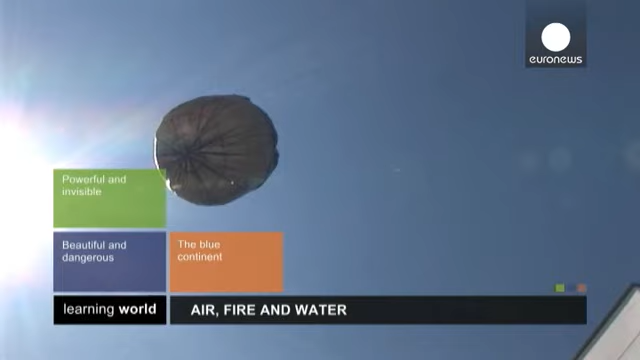 euronews
Powerful and
invisible
Beautiful and
dangerous
The blue
continent
learning world
AIR, FIRE AND WATER